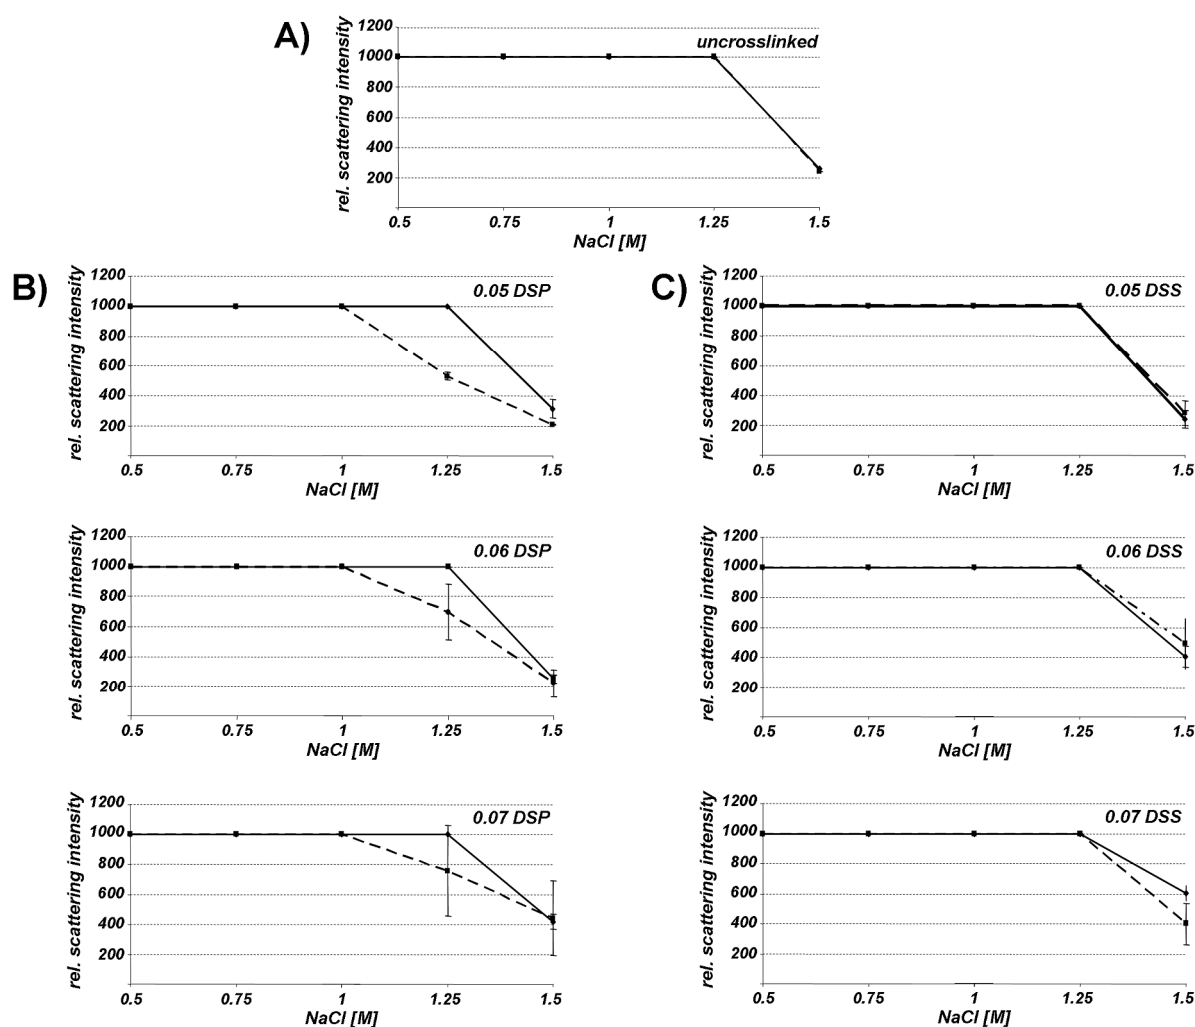 A)
uncrosslinked
rel. scattering intensity
1200
1000
800
600
400
200
0.5 0.75 1 1.25 1.5
NaCl [M]
B)
0.05 DSP
rel. scattering intensity
1200
1000
800
600
400
200
0.5 0.75 1 1.25 1.5
NaCl [M]
C)
0.05 DSS
rel. scattering intensity
1200
1000
800
600
400
200
0.5 0.75 1 1.25 1.5
NaCl [M]
0.06 DSP
rel. scattering intensity
1200
1000
800
600
400
200
0.5 0.75 1 1.25 1.5
NaCl [M]
0.06 DSS
rel. scattering intensity
1200
1000
800
600
400
200
0.5 0.75 1 1.25 1.5
NaCl [M]
0.07 DSP
rel. scattering intensity
1200
1000
800
600
400
200
0.5 0.75 1 1.25 1.5
NaCl [M]
0.07 DSS
rel. scattering intensity
1200
1000
800
600
400
200
0.5 0.75 1 1.25 1.5
NaCl [M]